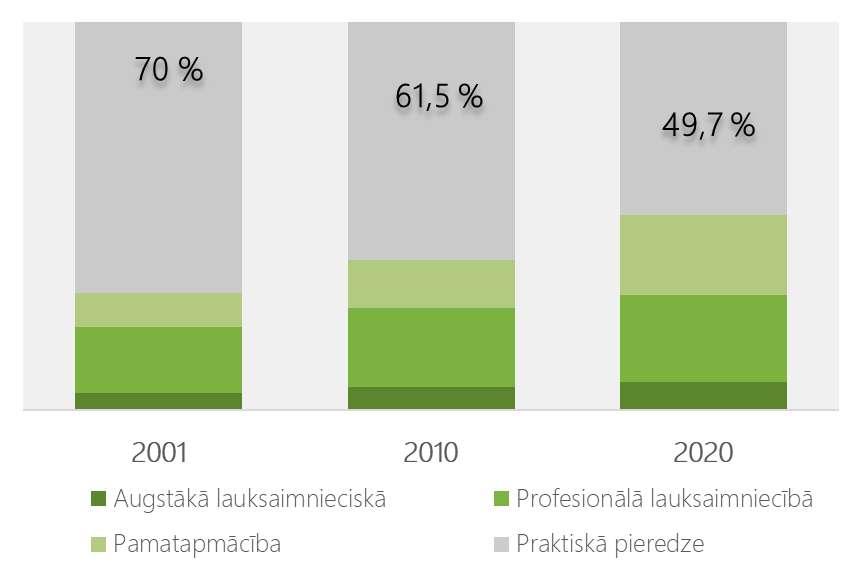 70 %
61,5 %
49,7 %
2001
2010
2020
Augstākā lauksaimnieciskā
Profesionālā lauksaimniecībā
Pamatapmācība
Praktiskā pieredze